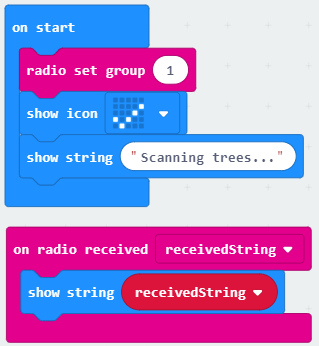 on start
radio set group 1
show icon
show string "Scanning trees..."
on radio received receivedString
show string receivedString